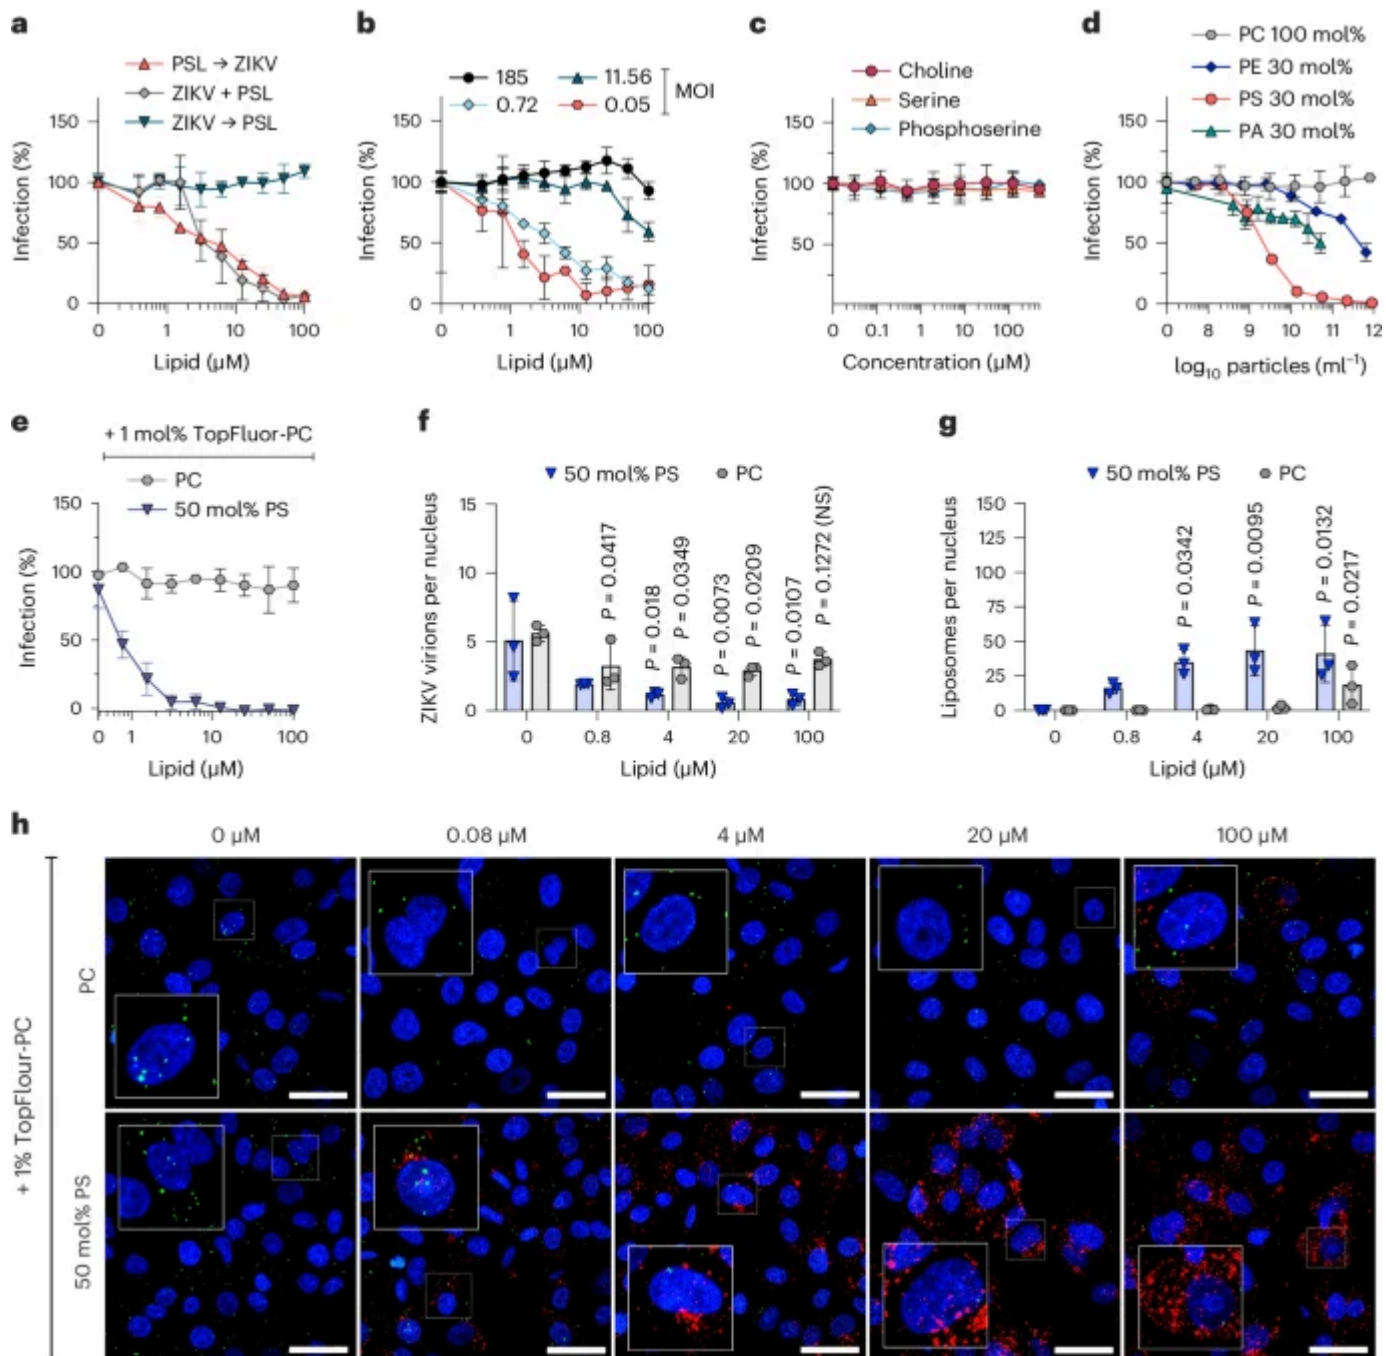 a
PSL → ZIKV
ZIKV + PSL
ZIKV → PSL
150
100
50
0
Infection (%)
0 1 10 100
Lipid (µM)
b
185 11.56
0.72 0.05
MOI
150
100
50
0
Infection (%)
0 1 10 100
Lipid (µM)
c
Choline
Serine
Phosphoserine
150
100
50
Infection (%)
0 0.1 1 10 100
Concentration (µM)
d
PC 100 mol%
PE 30 mol%
PS 30 mol%
PA 30 mol%
150
100
50
0
Infection (%)
0 8 9 10 11 12
log₁₀ particles (ml⁻¹)
e
+ 1 mol% TopFluor-PC
PC
50 mol% PS
150
100
50
0
Infection (%)
0 1 10 100
Lipid (µM)
f
50 mol% PS PC
15
10
5
0
ZIKV virions per nucleus
P = 0.0417
P = 0.018
P = 0.0349
P = 0.0073
P = 0.0209
P = 0.0107
P = 0.1272 (NS)
0 0.8 4 20 100
Lipid (µM)
g
50 mol% PS PC
150
125
100
75
50
25
0
Liposomes per nucleus
P = 0.0342
P = 0.0095
P = 0.0132
P = 0.0217
0 0.8 4 20 100
Lipid (µM)
h
0 µM 0.08 µM 4 µM 20 µM 100 µM
+ 1% TopFlour-PC
PC
50 mol% PS